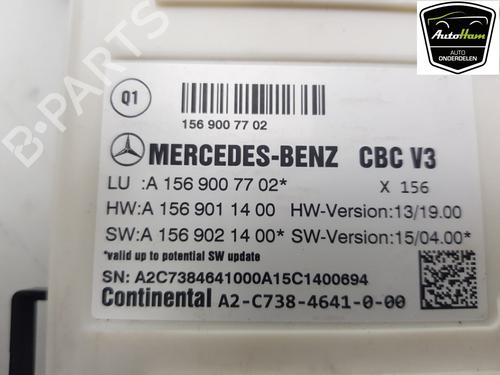 AutoHam
AUTO
ONDERDELEN
B-PARTS
Q1
156 900 77 02
MERCEDES-BENZ CBC V3
LU :A 156 900 77 02* X 156
HW:A 156 901 14 00 HW-Version:13/19.00
SW:A 156 902 14 00* SW-Version:15/04.00*
*valid up to potential SW update
SN: A2C7384641000A15C1400694
Continental A2-C738-4641-0-00